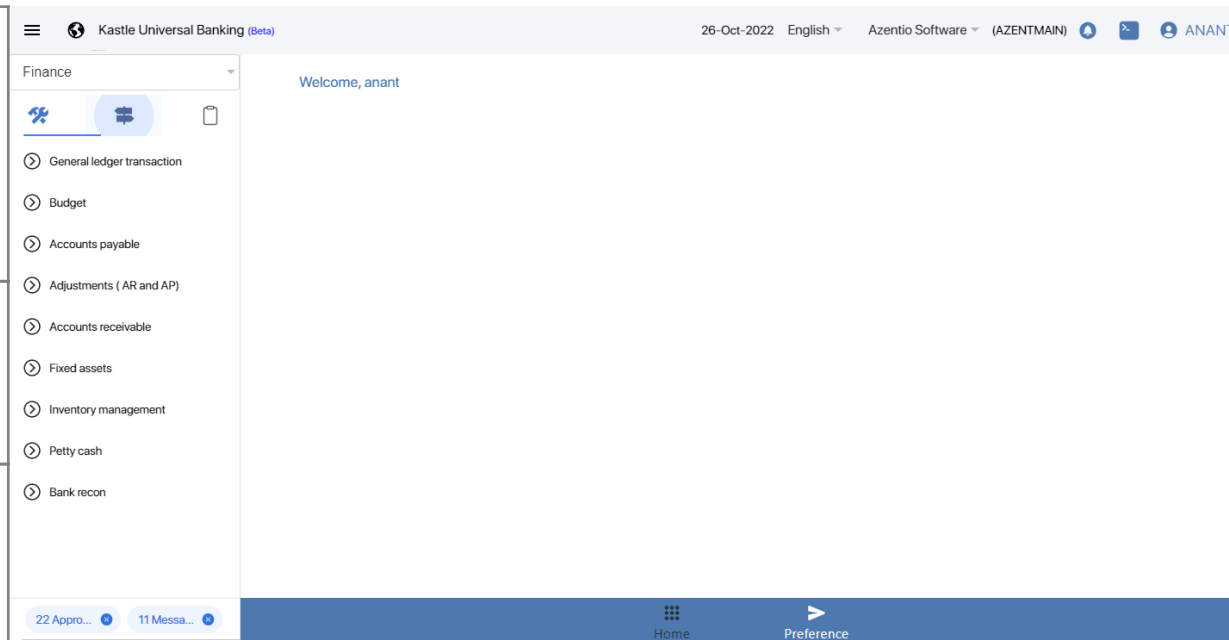 Kastle Universal Banking (Beta)
26-Oct-2022 English Azentio Software (AZENTMAIN) ANANT
Finance
Welcome, anant
General ledger transaction
Budget
Accounts payable
Adjustments ( AR and AP)
Accounts receivable
Fixed assets
Inventory management
Petty cash
Bank recon
22 Appro... 11 Messa...
Home Preference